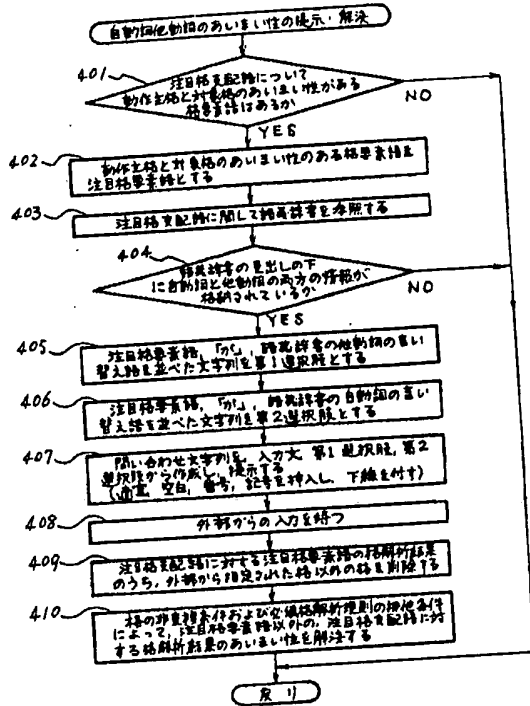 自動詞他動詞のあいまい性の提示・解決
401
注目格支配語について
動作主格と対象格のあいまい性がある
格要素語はあるか
NO
YES
402
動作主格と対象格のあいまい性のある格要素語を
注目格要素語とする
403
注目格支配語に関して語彙辞書を参照する
404
語彙辞書の見出しの下
に自動詞と他動詞の両方の情報が
格納されているか
NO
YES
405
注目格要素語,「が」,語彙辞書の他動詞の言い
替え語を並べた文字列を第1選択肢とする
406
注目格要素語,「が」,語彙辞書の自動詞の言い
替え語を並べた文字列を第2選択肢とする
407
問い合わせ文字列を,入力文,第1選択肢,第2
選択肢から作成し,提示する
(適宜,空白,番号,記号を挿入し,下線を付す)
408
外部からの入力を待つ
409
注目格支配語に対する注目格要素語の格解析結果
のうち,外部から指定された格以外の格を削除する
410
格の非重複条件および必須格解析規則の排他条件
によって,注目格要素語以外の,注目格支配語に対
する格解析結果のあいまい性を解決する
戻り